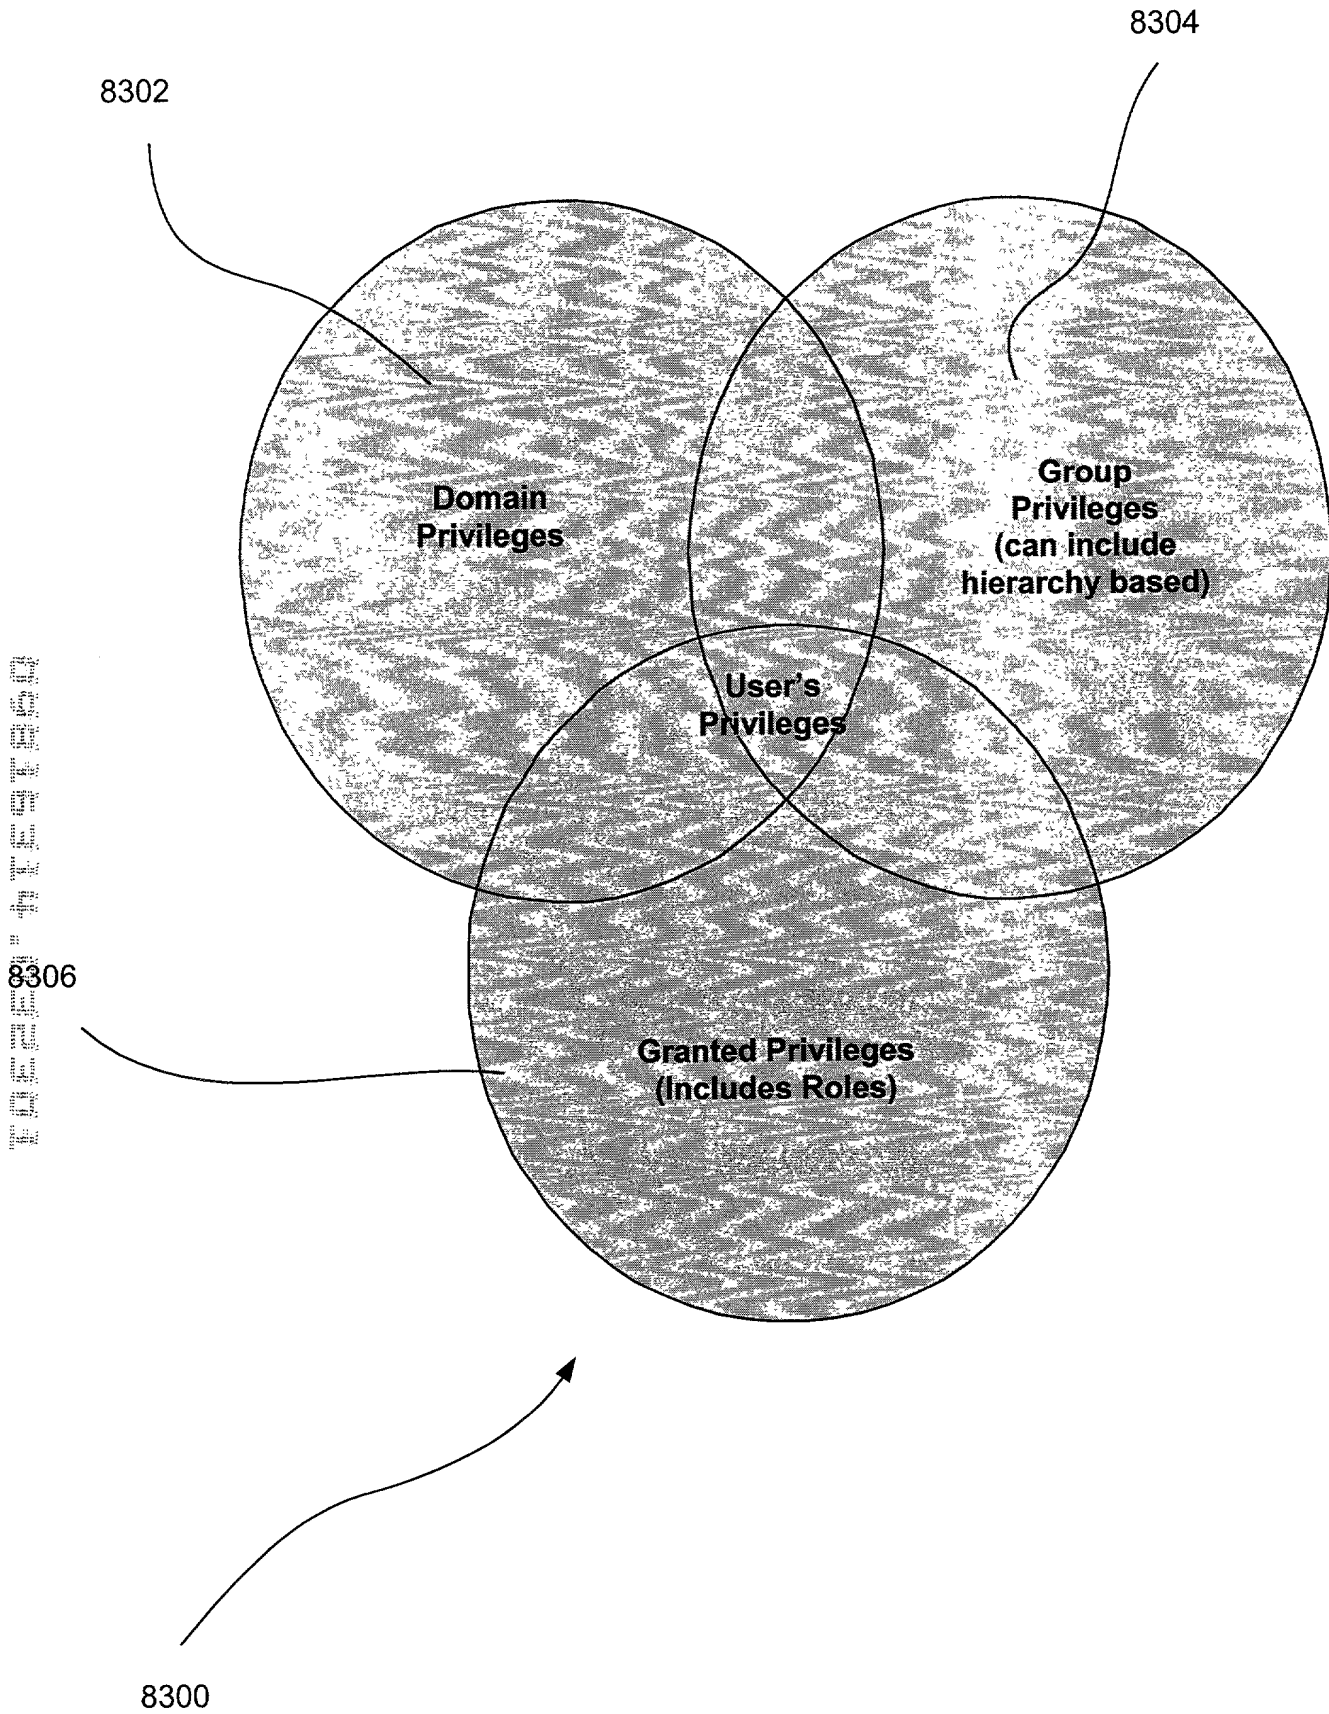 8304
8302
Domain
Privileges
Group
Privileges
(can include
hierarchy based)
User's
Privileges
8306
Granted Privileges
(Includes Roles)
8300